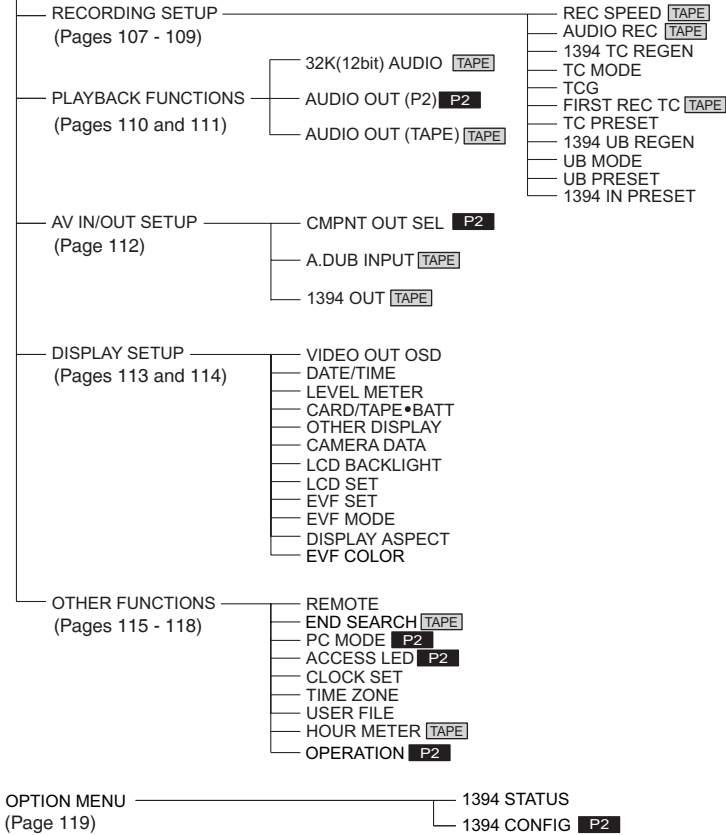 RECORDING SETUP
(Pages 107 - 109)
REC SPEED TAPE
AUDIO REC TAPE
1394 TC REGEN
TC MODE
TCG
FIRST REC TC TAPE
TC PRESET
1394 UB REGEN
UB MODE
UB PRESET
1394 IN PRESET
PLAYBACK FUNCTIONS
(Pages 110 and 111)
32K(12bit) AUDIO TAPE
AUDIO OUT (P2) P2
AUDIO OUT (TAPE) TAPE
AV IN/OUT SETUP
(Page 112)
CMPNT OUT SEL P2
A.DUB INPUT TAPE
1394 OUT TAPE
DISPLAY SETUP
(Pages 113 and 114)
VIDEO OUT OSD
DATE/TIME
LEVEL METER
CARD/TAPE•BATT
OTHER DISPLAY
CAMERA DATA
LCD BACKLIGHT
LCD SET
EVF SET
EVF MODE
DISPLAY ASPECT
EVF COLOR
OTHER FUNCTIONS
(Pages 115 - 118)
REMOTE
END SEARCH TAPE
PC MODE P2
ACCESS LED P2
CLOCK SET
TIME ZONE
USER FILE
HOUR METER TAPE
OPERATION P2
OPTION MENU
(Page 119)
1394 STATUS
1394 CONFIG P2